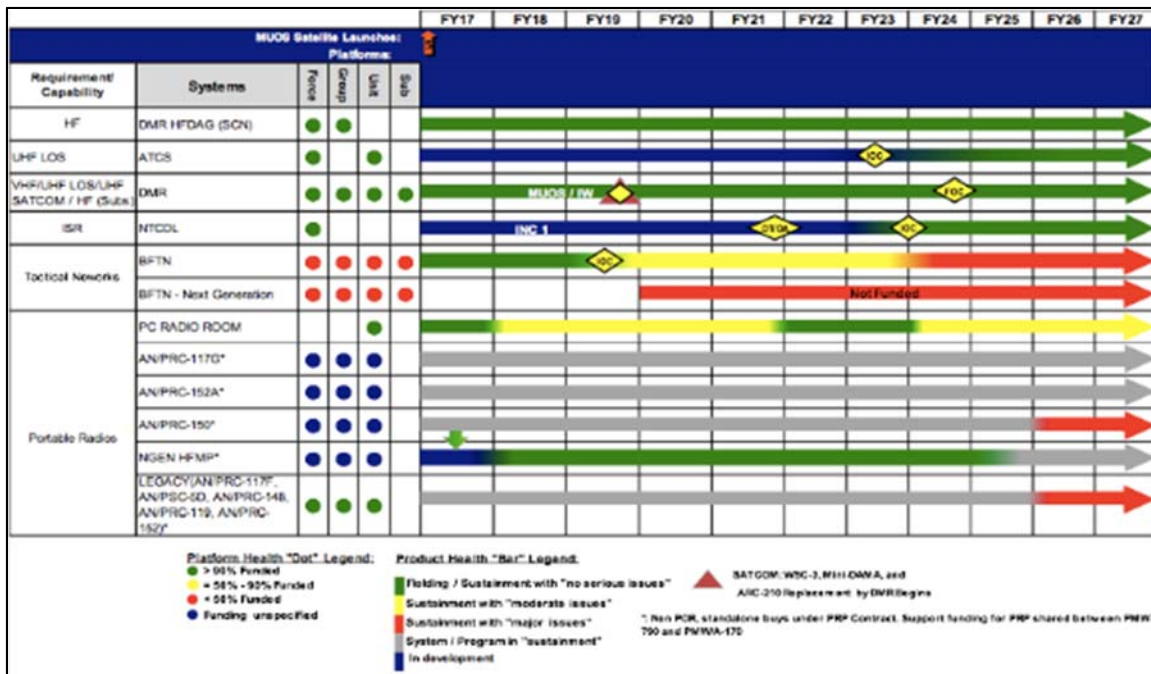 FY17 FY18 FY19 FY20 FY21 FY22 FY23 FY24 FY25 FY26 FY27
MUOS Satellite Launches:
Platforms:
Requirement/
Capability
Systems
Force
Group
Unit
Sub
HF
DMR HFDAG (SCN)
UHF LOS
ATCS
IOC
VHF/UHF LOS/UHF
SATCOM / HF (Subs)
DMR
MUOS / IW
FOC
ISR
NTCDL
INC 1
IOC
Tactical Neworks
BFTN
IOC
BFTN - Next Generation
Not Funded
Portable Radios
PC RADIO ROOM
AN/PRC-117G*
AN/PRC-152A*
AN/PRC-150*
NGEN HFMP*
LEGACY(AN/PRC-117F,
AN/PSC-5D, AN/PRC-148,
AN/PRC-119, AN/PRC-
152)*
Platform Health "Dot" Legend:
> 90% Funded
= 50% - 90% Funded
< 50% Funded
Funding unspecified
Product Health "Bar" Legend:
Fielding / Sustainment with "no serious issues"
Sustainment with "moderate issues"
Sustainment with "major issues"
System / Program in "sustainment"
In development
SATCOM, WSC-3, Mini-DAMA, and
ARC-210 Replacement by DMR Begins
*: Non POR, standalone buys under PRP Contract. Support funding for PRP shared between PMW
790 and PMW/A-170